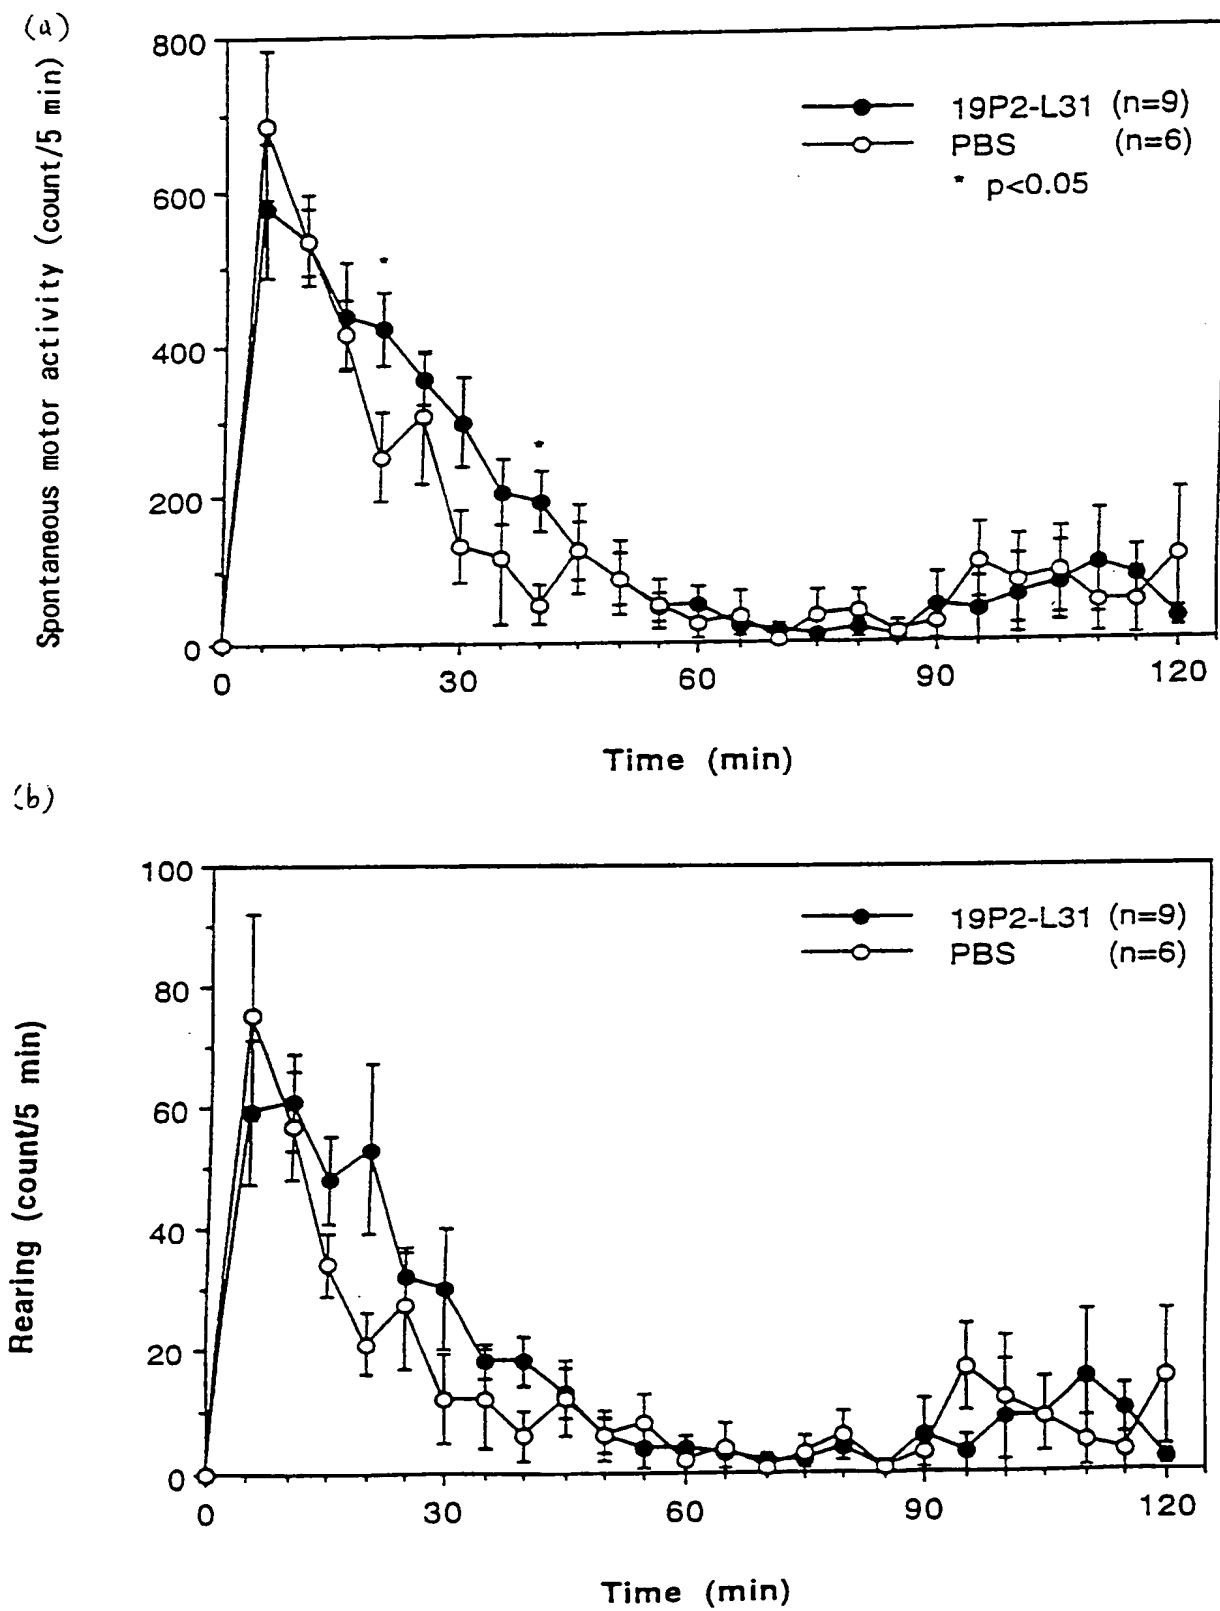 (a)
Spontaneous motor activity (count/5 min)
800
600
400
200
0
19P2-L31 (n=9)
PBS (n=6)
* p<0.05
*
*
0 30 60 90 120
Time (min)
(b)
Rearing (count/5 min)
100
80
60
40
20
0
19P2-L31 (n=9)
PBS (n=6)
0 30 60 90 120
Time (min)